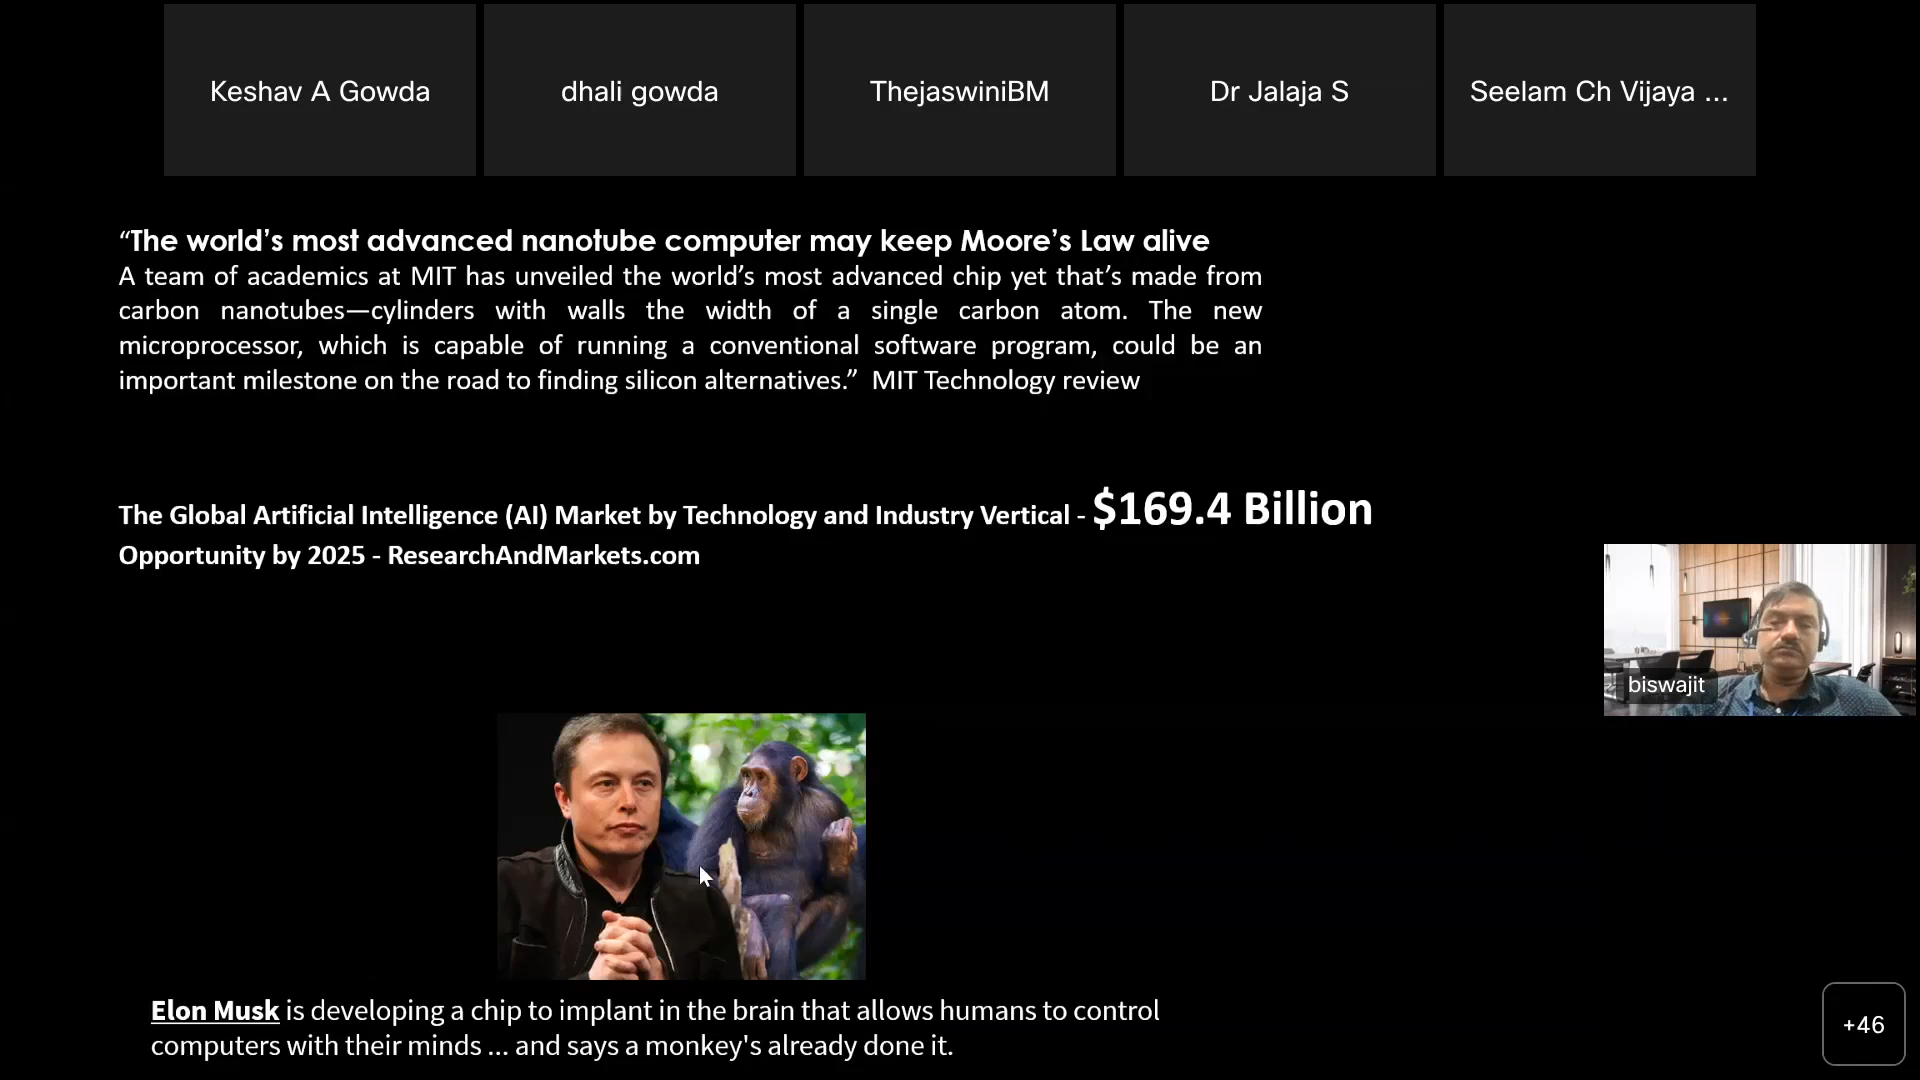 Keshav A Gowda
dhali gowda
ThejaswiniBM
Dr Jalaja S
Seelam Ch Vijaya ...
“The world’s most advanced nanotube computer may keep Moore’s Law alive
A team of academics at MIT has unveiled the world’s most advanced chip yet that’s made from
carbon nanotubes—cylinders with walls the width of a single carbon atom. The new
microprocessor, which is capable of running a conventional software program, could be an
important milestone on the road to finding silicon alternatives.” MIT Technology review
The Global Artificial Intelligence (AI) Market by Technology and Industry Vertical - $169.4 Billion
Opportunity by 2025 - ResearchAndMarkets.com
biswajit
Elon Musk is developing a chip to implant in the brain that allows humans to control
computers with their minds ... and says a monkey's already done it.
+46